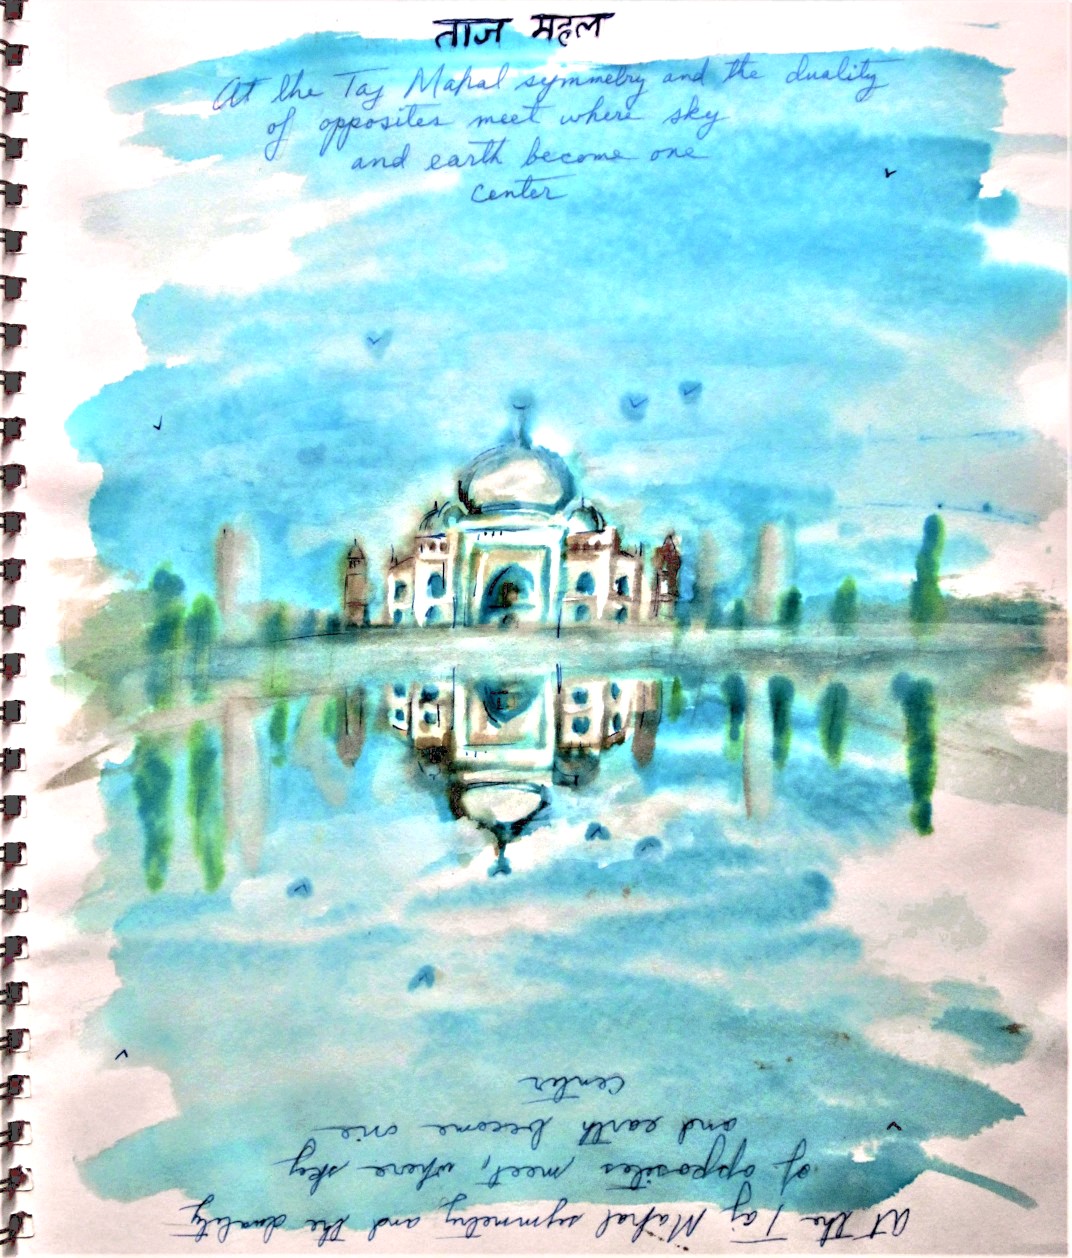 ताज महल
At the Taj Mahal symmetry and the duality
of opposites meet where sky
and earth become one
center
center
and earth become one
of opposites meet, where sky
At the Taj Mahal symmetry and the duality